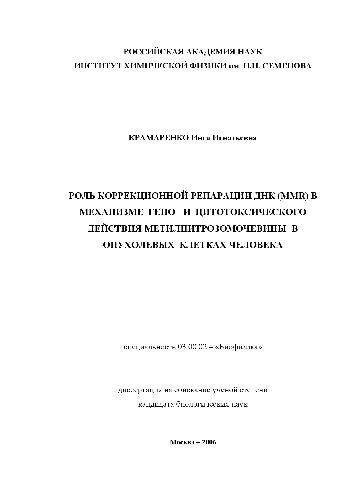 РОССИЙСКАЯ АКАДЕМИЯ НАУК
ИНСТИТУТ ХИМИЧЕСКОЙ ФИЗИКИ им. Н.Н. СЕМЕНОВА
КРАМАРЕНКО Инга Игнатьевна
РОЛЬ КОРРЕКЦИОННОЙ РЕПАРАЦИИ ДНК (MMR) В
МЕХАНИЗМЕ ГЕНО- И ЦИТОТОКСИЧЕСКОГО
ДЕЙСТВИЯ МЕТИЛНИТРОЗОМОЧЕВИНЫ В
ОПУХОЛЕВЫХ КЛЕТКАХ ЧЕЛОВЕКА
специальность 03.00.02 – «Биофизика»
диссертация на соискание ученой степени
кандидата биологических наук
Москва – 2006